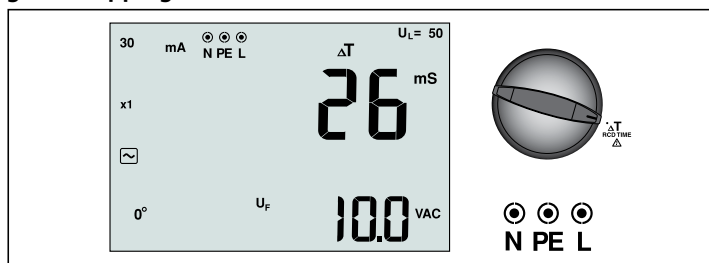 30 mA
N PE L
UL= 50
ΔT
26 mS
x1
0°
UF
10.0 VAC
ΔT
RCD TIME
N PE L